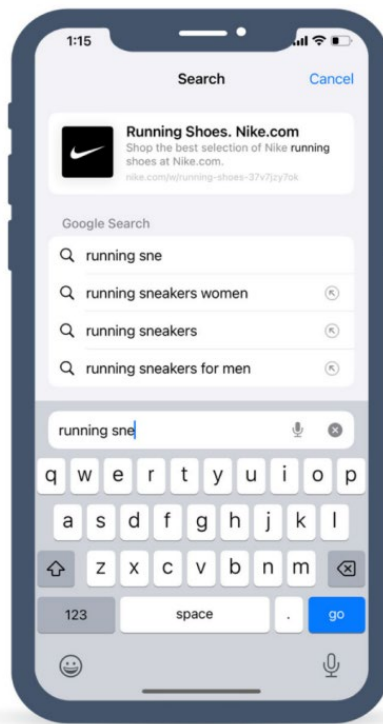 1:15
Search
Cancel
Running Shoes. Nike.com
Shop the best selection of Nike running
shoes at Nike.com.
nike.com/w/running-shoes-37v7jzy7ok
Google Search
running sne
running sneakers women
running sneakers
running sneakers for men
running sne
q w e r t y u i o p
a s d f g h j k l
z x c v b n m
123 space . go